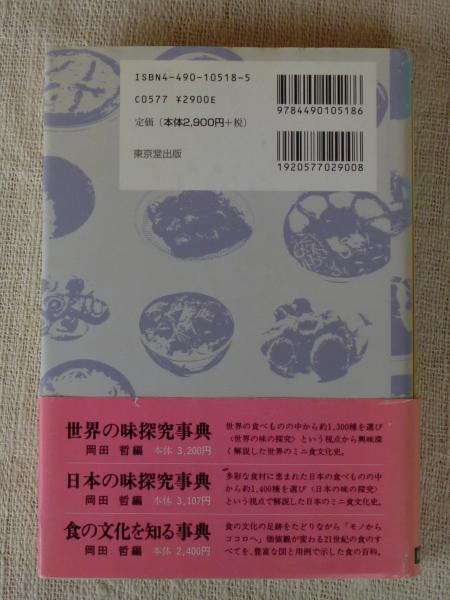 ISBN4-490-10518-5
C0577 ¥2900E
定価（本体2,900円＋税）
東京堂出版
9784490105186
1920577029008
世界の味探究事典
岡田 哲編 本体 3,200円
世界の食べものの中から約1,300種を選び
〈世界の味の探究〉という視点から興味深
く解説した世界のミニ食文化史。
日本の味探究事典
岡田 哲編 本体 3,107円
多彩な食材に恵まれた日本の食べものの中
から約1,400種を選び〈日本の味の探究〉
という視点で解説した日本のミニ食文化史。
食の文化を知る事典
岡田 哲編 本体 2,400円
食の文化の足跡をたどりながら「モノから
ココロへ」価値観が変わる21世紀の食のす
べてを、豊富な図と用例で示した食の百科。